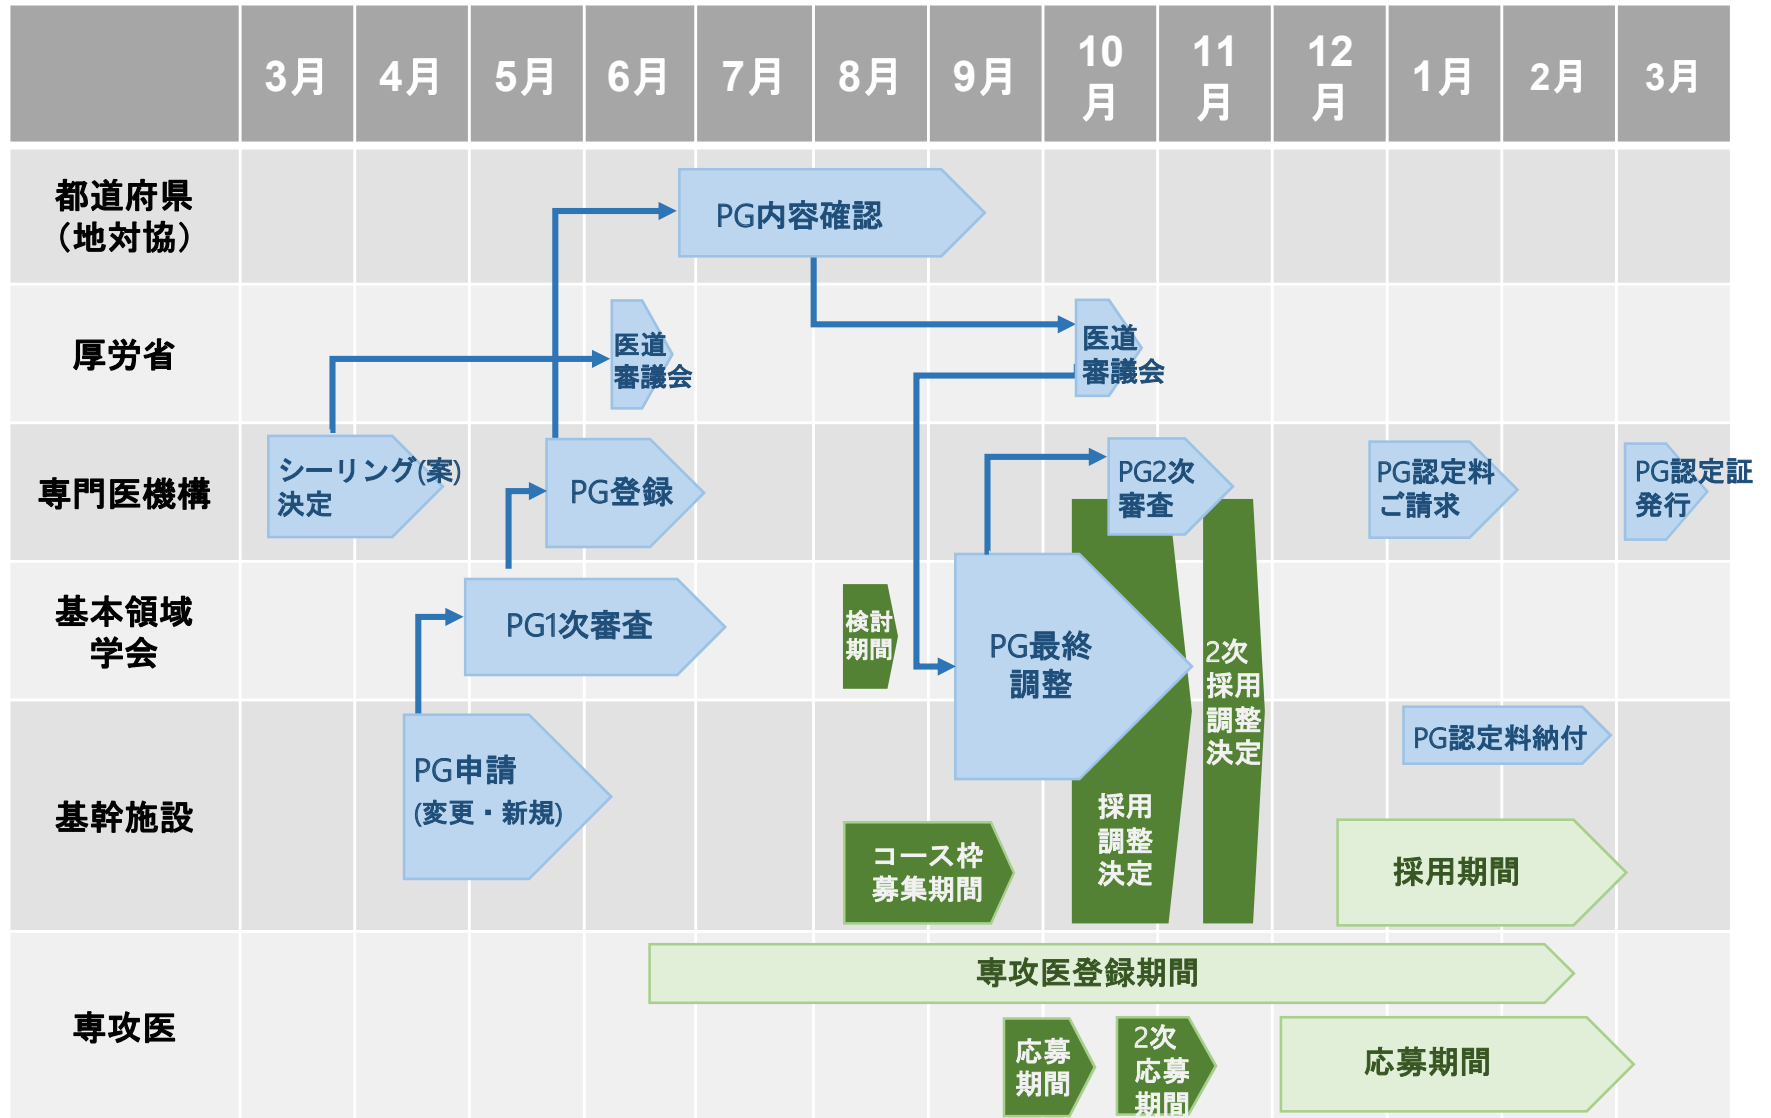 3月
4月
5月
6月
7月
8月
9月
10
月
11
月
12
月
1月
2月
3月
都道府県
（地対協）
PG内容確認
厚労省
医道
審議会
医道
審議会
専門医機構
シーリング(案)
決定
PG登録
PG2次
審査
PG認定料
ご請求
PG認定証
発行
基本領域
学会
PG1次審査
検討
期間
PG最終
調整
2次
採用
調整
決定
基幹施設
PG申請
(変更・新規)
コース枠
募集期間
採用
調整
決定
PG認定料納付
採用期間
専攻医
専攻医登録期間
応募
期間
2次
応募
期間
応募期間